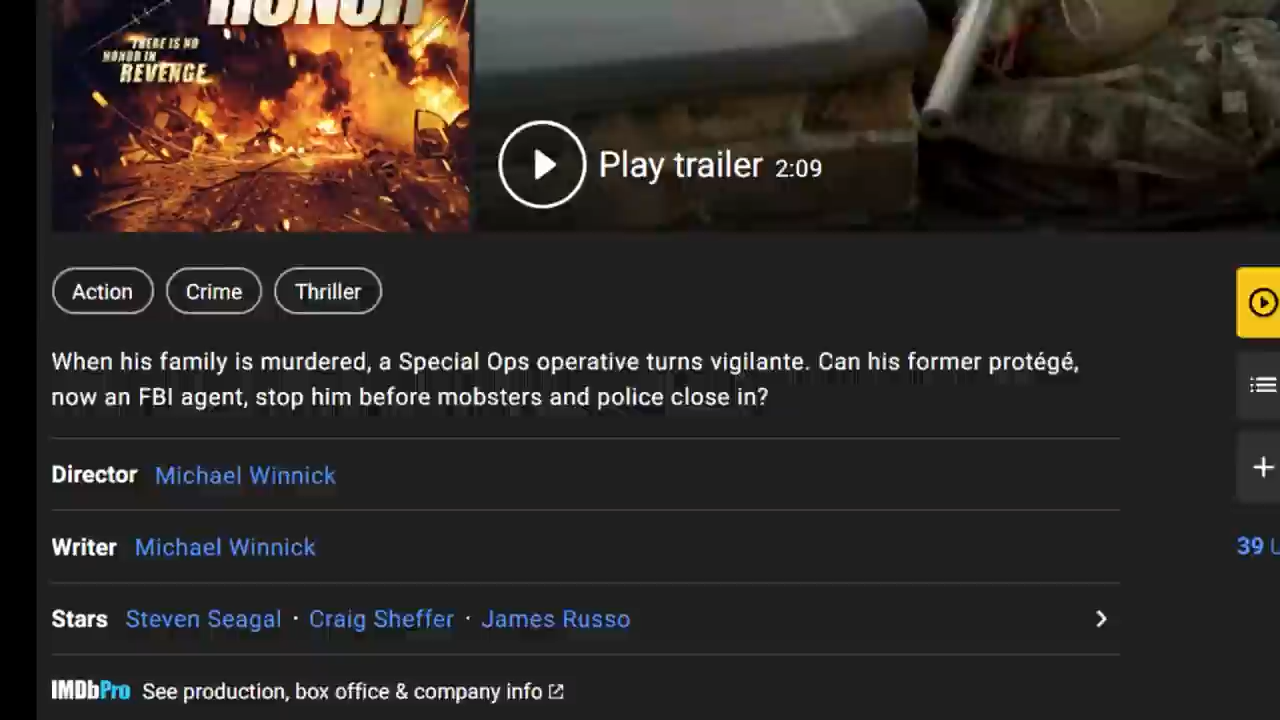 HONOR
THERE IS NO
HONOR IN
REVENGE
Play trailer 2:09
Action Crime Thriller
When his family is murdered, a Special Ops operative turns vigilante. Can his former protégé,
now an FBI agent, stop him before mobsters and police close in?
Director Michael Winnick
Writer Michael Winnick
39
Stars Steven Seagal · Craig Sheffer · James Russo
IMDbPro See production, box office & company info